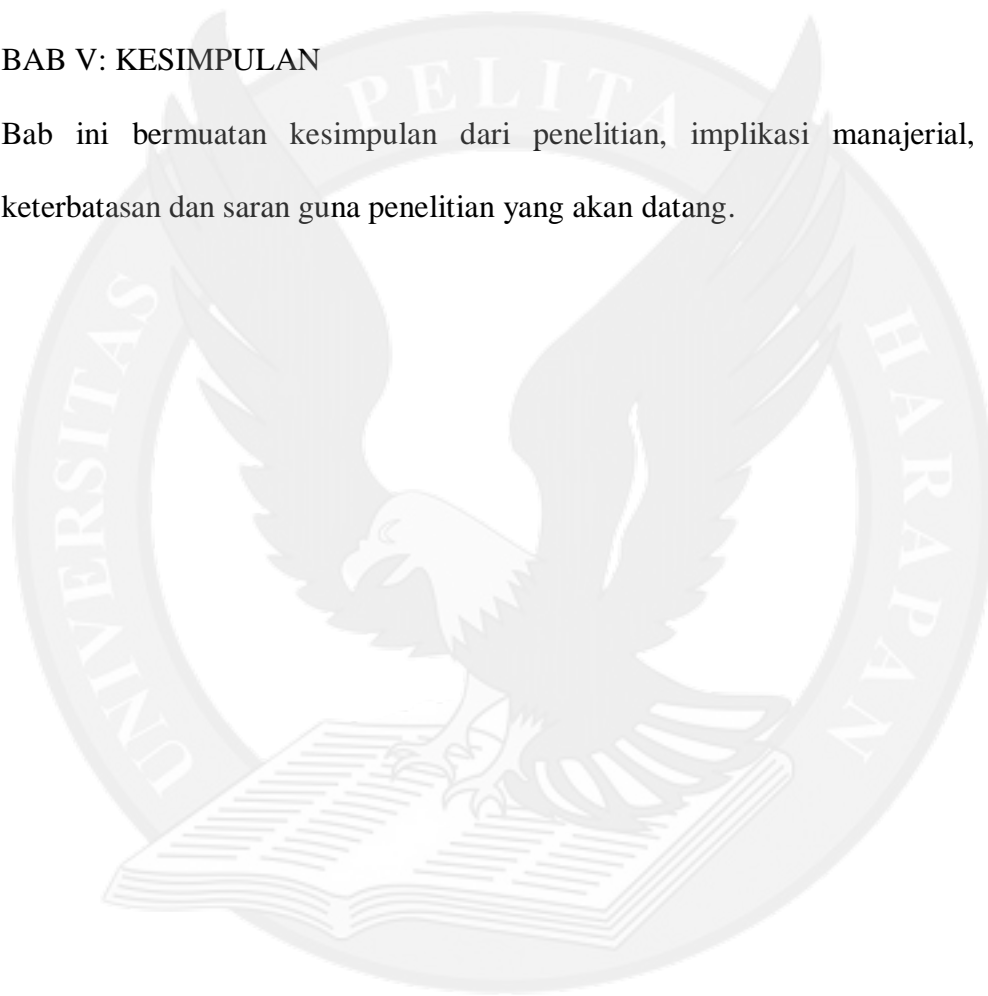 BAB V: KESIMPULAN
Bab ini bermuatan kesimpulan dari penelitian, implikasi manajerial,
keterbatasan dan saran guna penelitian yang akan datang.
UNIVERSITAS PELITA HARAPAN